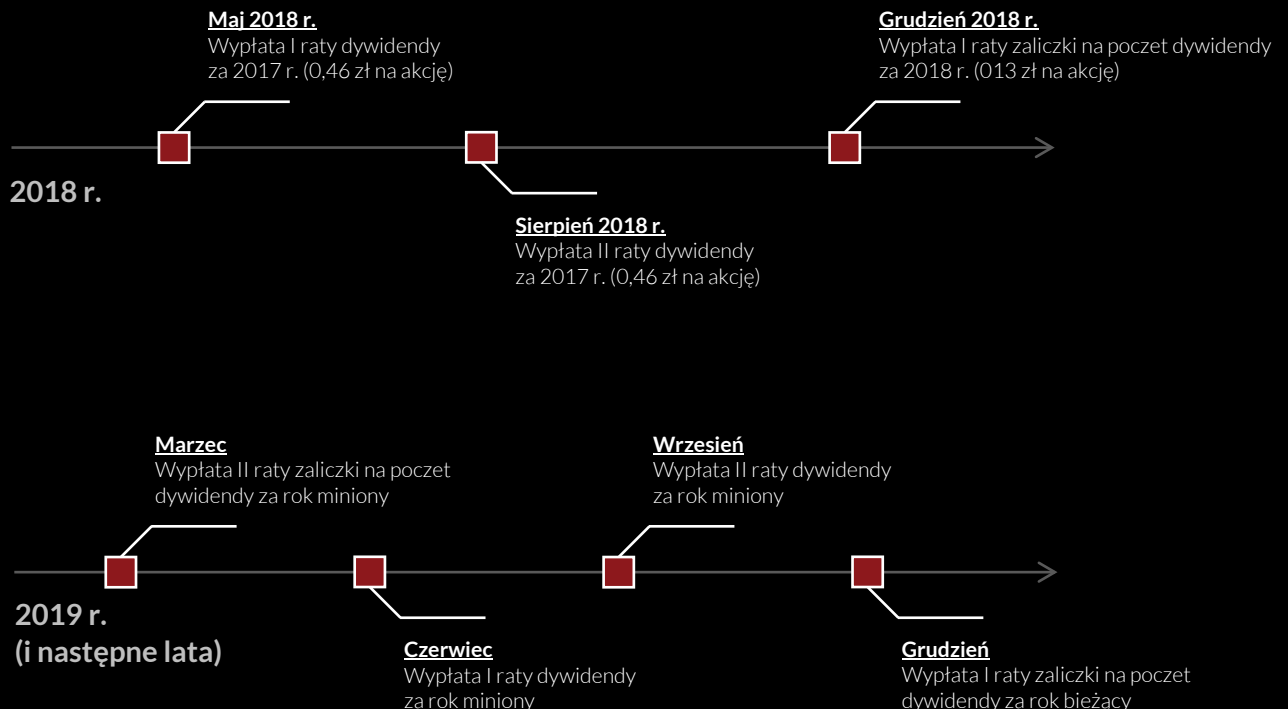 Maj 2018 r.
Wypłata I raty dywidendy
za 2017 r. (0,46 zł na akcję)
Grudzień 2018 r.
Wypłata I raty zaliczki na poczet dywidendy
za 2018 r. (013 zł na akcję)
2018 r.
Sierpień 2018 r.
Wypłata II raty dywidendy
za 2017 r. (0,46 zł na akcję)
Marzec
Wypłata II raty zaliczki na poczet
dywidendy za rok miniony
Wrzesień
Wypłata II raty dywidendy
za rok miniony
2019 r.
(i następne lata)
Czerwiec
Wypłata I raty dywidendy
za rok miniony
Grudzień
Wypłata I raty zaliczki na poczet
dywidendy za rok bieżący